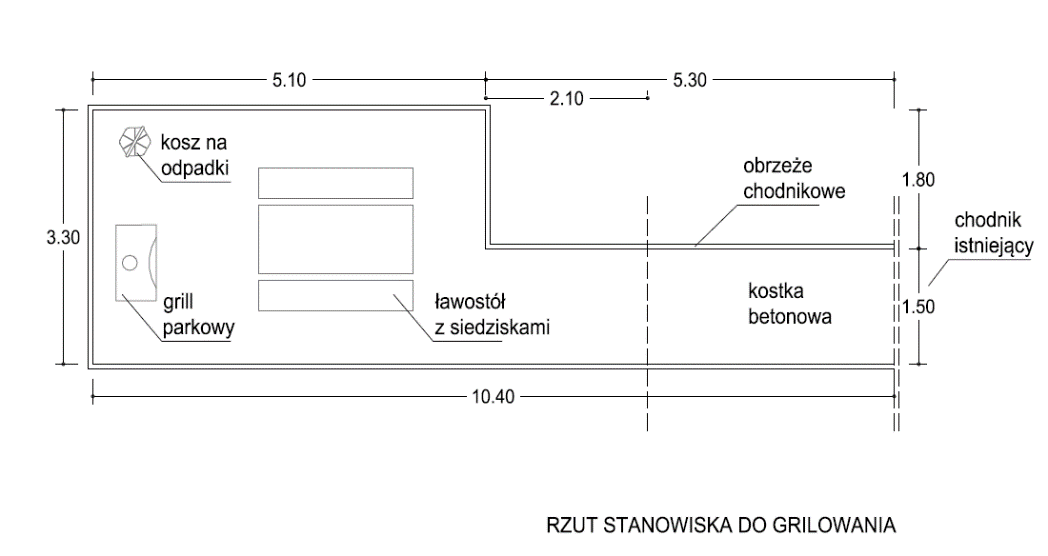 5.10
5.30
2.10
kosz na
odpadki
obrzeże
chodnikowe
1.80
chodnik
istniejący
3.30
grill
parkowy
ławostół
z siedziskami
kostka
betonowa
1.50
10.40
RZUT STANOWISKA DO GRILOWANIA